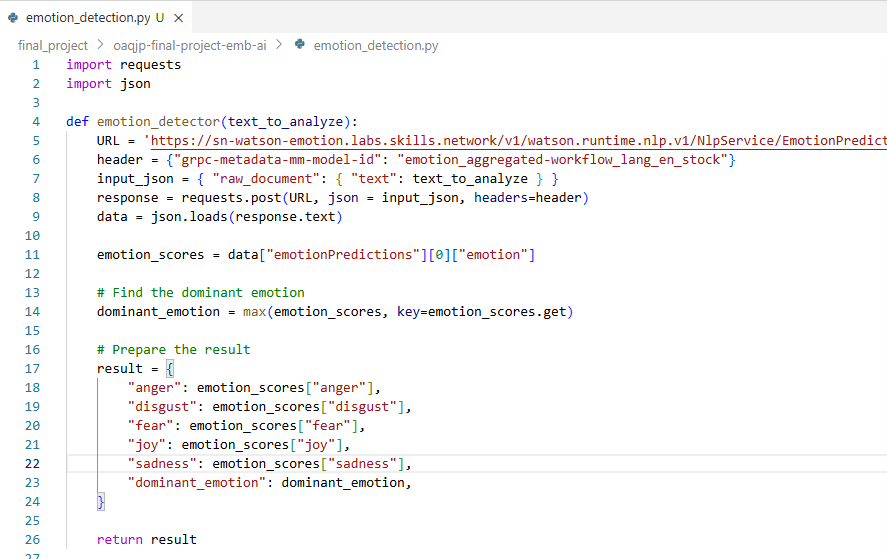 emotion_detection.py U ×
final_project > oaqjp-final-project-emb-ai > emotion_detection.py
1 import requests
2 import json
3
4 def emotion_detector(text_to_analyze):
5 URL = 'https://sn-watson-emotion.labs.skills.network/v1/watson.runtime.nlp.v1/NlpService/EmotionPredict
6 header = {"grpc-metadata-mm-model-id": "emotion_aggregated-workflow_lang_en_stock"}
7 input_json = { "raw_document": { "text": text_to_analyze } }
8 response = requests.post(URL, json = input_json, headers=header)
9 data = json.loads(response.text)
10
11 emotion_scores = data["emotionPredictions"][0]["emotion"]
12
13 # Find the dominant emotion
14 dominant_emotion = max(emotion_scores, key=emotion_scores.get)
15
16 # Prepare the result
17 result = {
18 "anger": emotion_scores["anger"],
19 "disgust": emotion_scores["disgust"],
20 "fear": emotion_scores["fear"],
21 "joy": emotion_scores["joy"],
22 "sadness": emotion_scores["sadness"],
23 "dominant_emotion": dominant_emotion,
24 }
25
26 return result
27